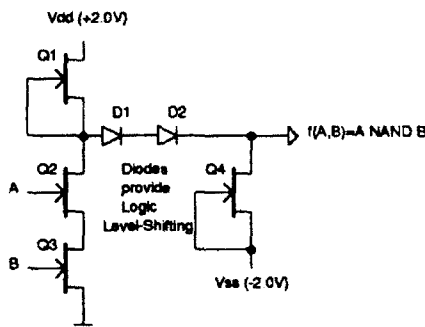 Vdd (+2.0V)
Q1
D1
D2
f(A,B)=A NAND B
Q2
A
Diodes
provide
Logic
Level-Shifting
Q4
Q3
B
Vss (-2.0V)